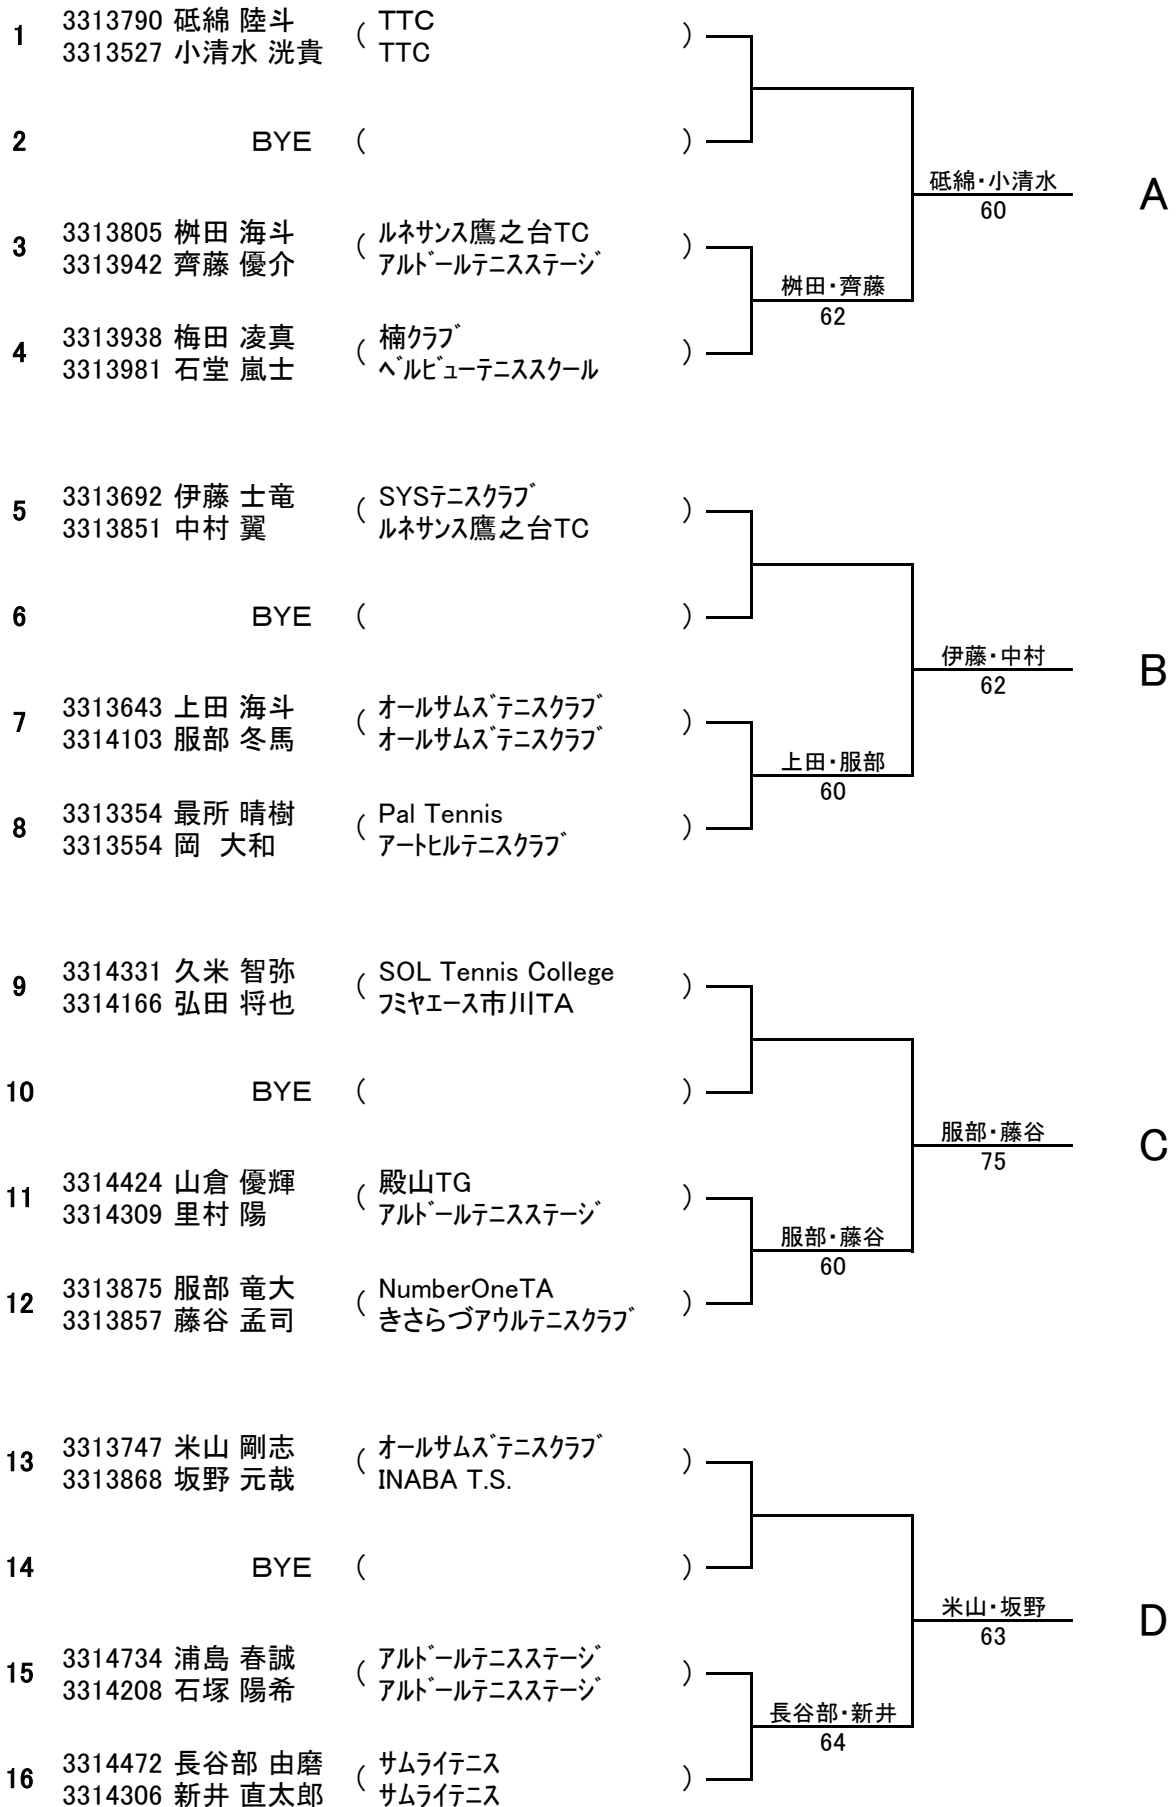 1 3313790 砥綿 陸斗 ( TTC )
3313527 小清水 洸貴 TTC
2 BYE ( )
砥綿・小清水 A
60
3 3313805 桝田 海斗 ( ルネサンス鷹之台TC )
3313942 齊藤 優介 アルドールテニスステージ
桝田・齊藤
62
4 3313938 梅田 凌真 ( 楠クラブ )
3313981 石堂 嵐士 ベルビューテニススクール
5 3313692 伊藤 士竜 ( SYSテニスクラブ )
3313851 中村 翼 ルネサンス鷹之台TC
6 BYE ( )
伊藤・中村 B
62
7 3313643 上田 海斗 ( オールサムズテニスクラブ )
3314103 服部 冬馬 オールサムズテニスクラブ
上田・服部
60
8 3313354 最所 晴樹 ( Pal Tennis )
3313554 岡 大和 アートヒルテニスクラブ
9 3314331 久米 智弥 ( SOL Tennis College )
3314166 弘田 将也 フミヤエース市川TA
10 BYE ( )
服部・藤谷 C
75
11 3314424 山倉 優輝 ( 殿山TG )
3314309 里村 陽 アルドールテニスステージ
服部・藤谷
60
12 3313875 服部 竜大 ( NumberOneTA )
3313857 藤谷 孟司 きさらづアウルテニスクラブ
13 3313747 米山 剛志 ( オールサムズテニスクラブ )
3313868 坂野 元哉 INABA T.S.
14 BYE ( )
米山・坂野 D
63
15 3314734 浦島 春誠 ( アルドールテニスステージ )
3314208 石塚 陽希 アルドールテニスステージ
長谷部・新井
64
16 3314472 長谷部 由磨 ( サムライテニス )
3314306 新井 直太郎 サムライテニス